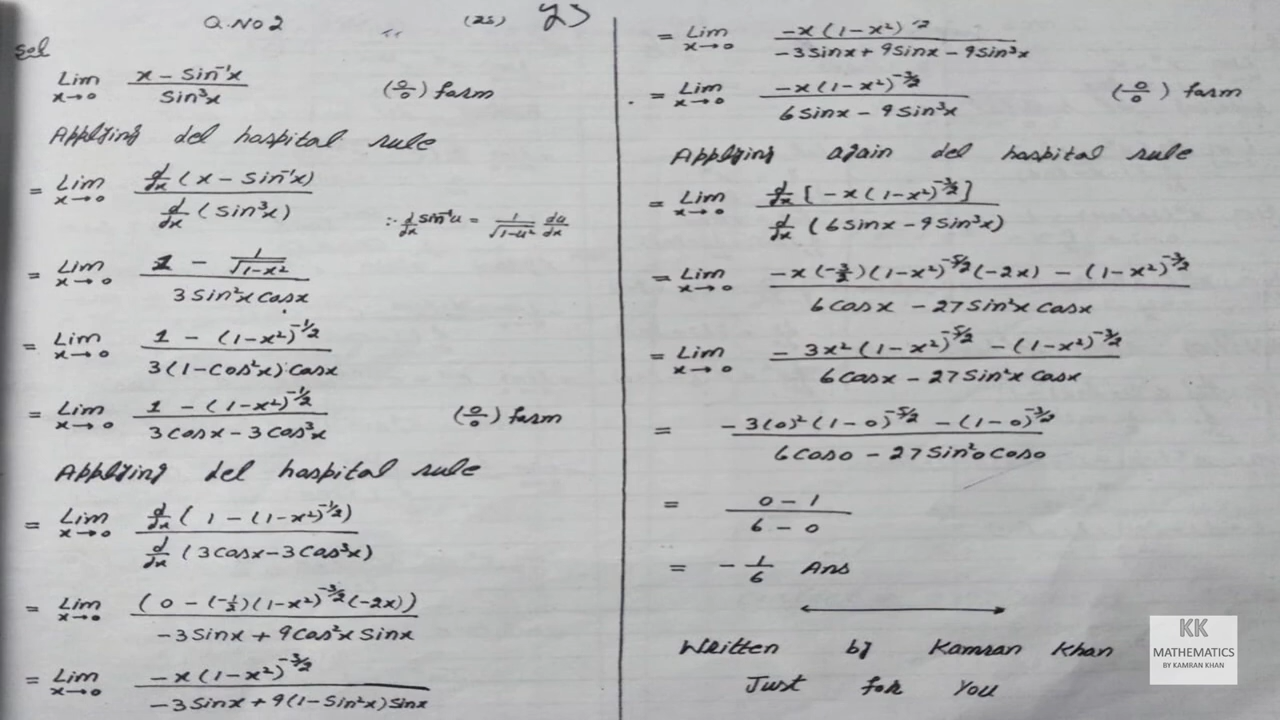 Q.No 2 (25)
Sol
Lim x→0 (x - Sin⁻¹x)/(Sin³x) (0/0) form
Applying del hospital rule
= Lim x→0 (d/dx (x - Sin⁻¹x))/(d/dx (Sin³x)) ∵ d/dx Sin⁻¹u = 1/√(1-u²) du/dx
= Lim x→0 (1 - 1/√(1-x²))/(3 Sin²x Cosx)
= Lim x→0 (1 - (1-x²)^(-1/2))/(3(1-Cos²x) Cosx)
= Lim x→0 (1 - (1-x²)^(-1/2))/(3Cosx - 3Cos³x) (0/0) form
Applying del hospital rule
= Lim x→0 (d/dx (1 - (1-x²)^(-1/2)))/(d/dx (3Cosx - 3Cos³x))
= Lim x→0 (0 - (-1/2)(1-x²)^(-3/2)(-2x))/(-3Sinx + 9Cos²x Sinx)
= Lim x→0 (-x(1-x²)^(-3/2))/(-3Sinx + 9(1-Sin²x)Sinx)
= Lim x→0 (-x(1-x²))/(-3Sinx + 9Sinx - 9Sin³x)
= Lim x→0 (-x(1-x²)^(-3/2))/(6Sinx - 9Sin³x) (0/0) form
Applying again del hospital rule
= Lim x→0 (d/dx [-x(1-x²)^(-3/2)])/(d/dx (6Sinx - 9Sin³x))
= Lim x→0 (-x(-3/2)(1-x²)^(-5/2)(-2x) - (1-x²)^(-3/2))/(6Cosx - 27Sin²x Cosx)
= Lim x→0 (-3x²(1-x²)^(-5/2) - (1-x²)^(-3/2))/(6Cosx - 27Sin²x Cosx)
= (-3(0)²(1-0)^(-5/2) - (1-0)^(-3/2))/(6Cos0 - 27Sin²0 Cos0)
= (0 - 1)/(6 - 0)
= -1/6 Ans
Written by Kamran Khan
Just for You
KK
MATHEMATICS
BY KAMRAN KHAN